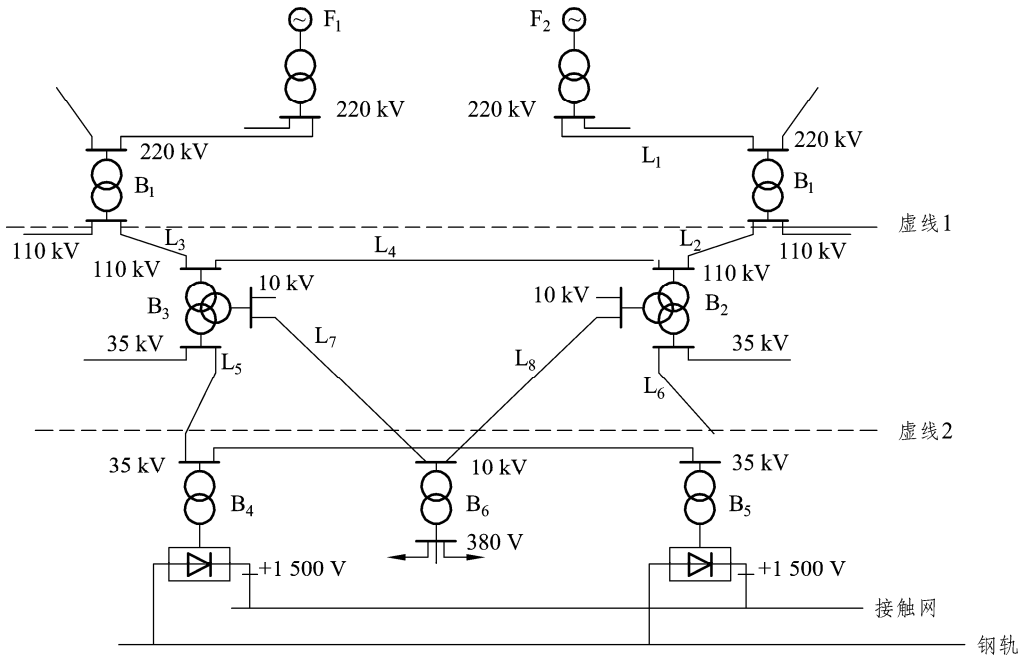 F₁
F₂
220 kV
220 kV
220 kV
L₁
220 kV
B₁
B₁
虚线1
110 kV
L₃
L₄
L₂
110 kV
110 kV
110 kV
10 kV
10 kV
B₃
B₂
35 kV
L₇
L₈
35 kV
L₅
L₆
虚线2
35 kV
10 kV
35 kV
B₄
B₆
B₅
380 V
+1 500 V
+1 500 V
接触网
钢轨